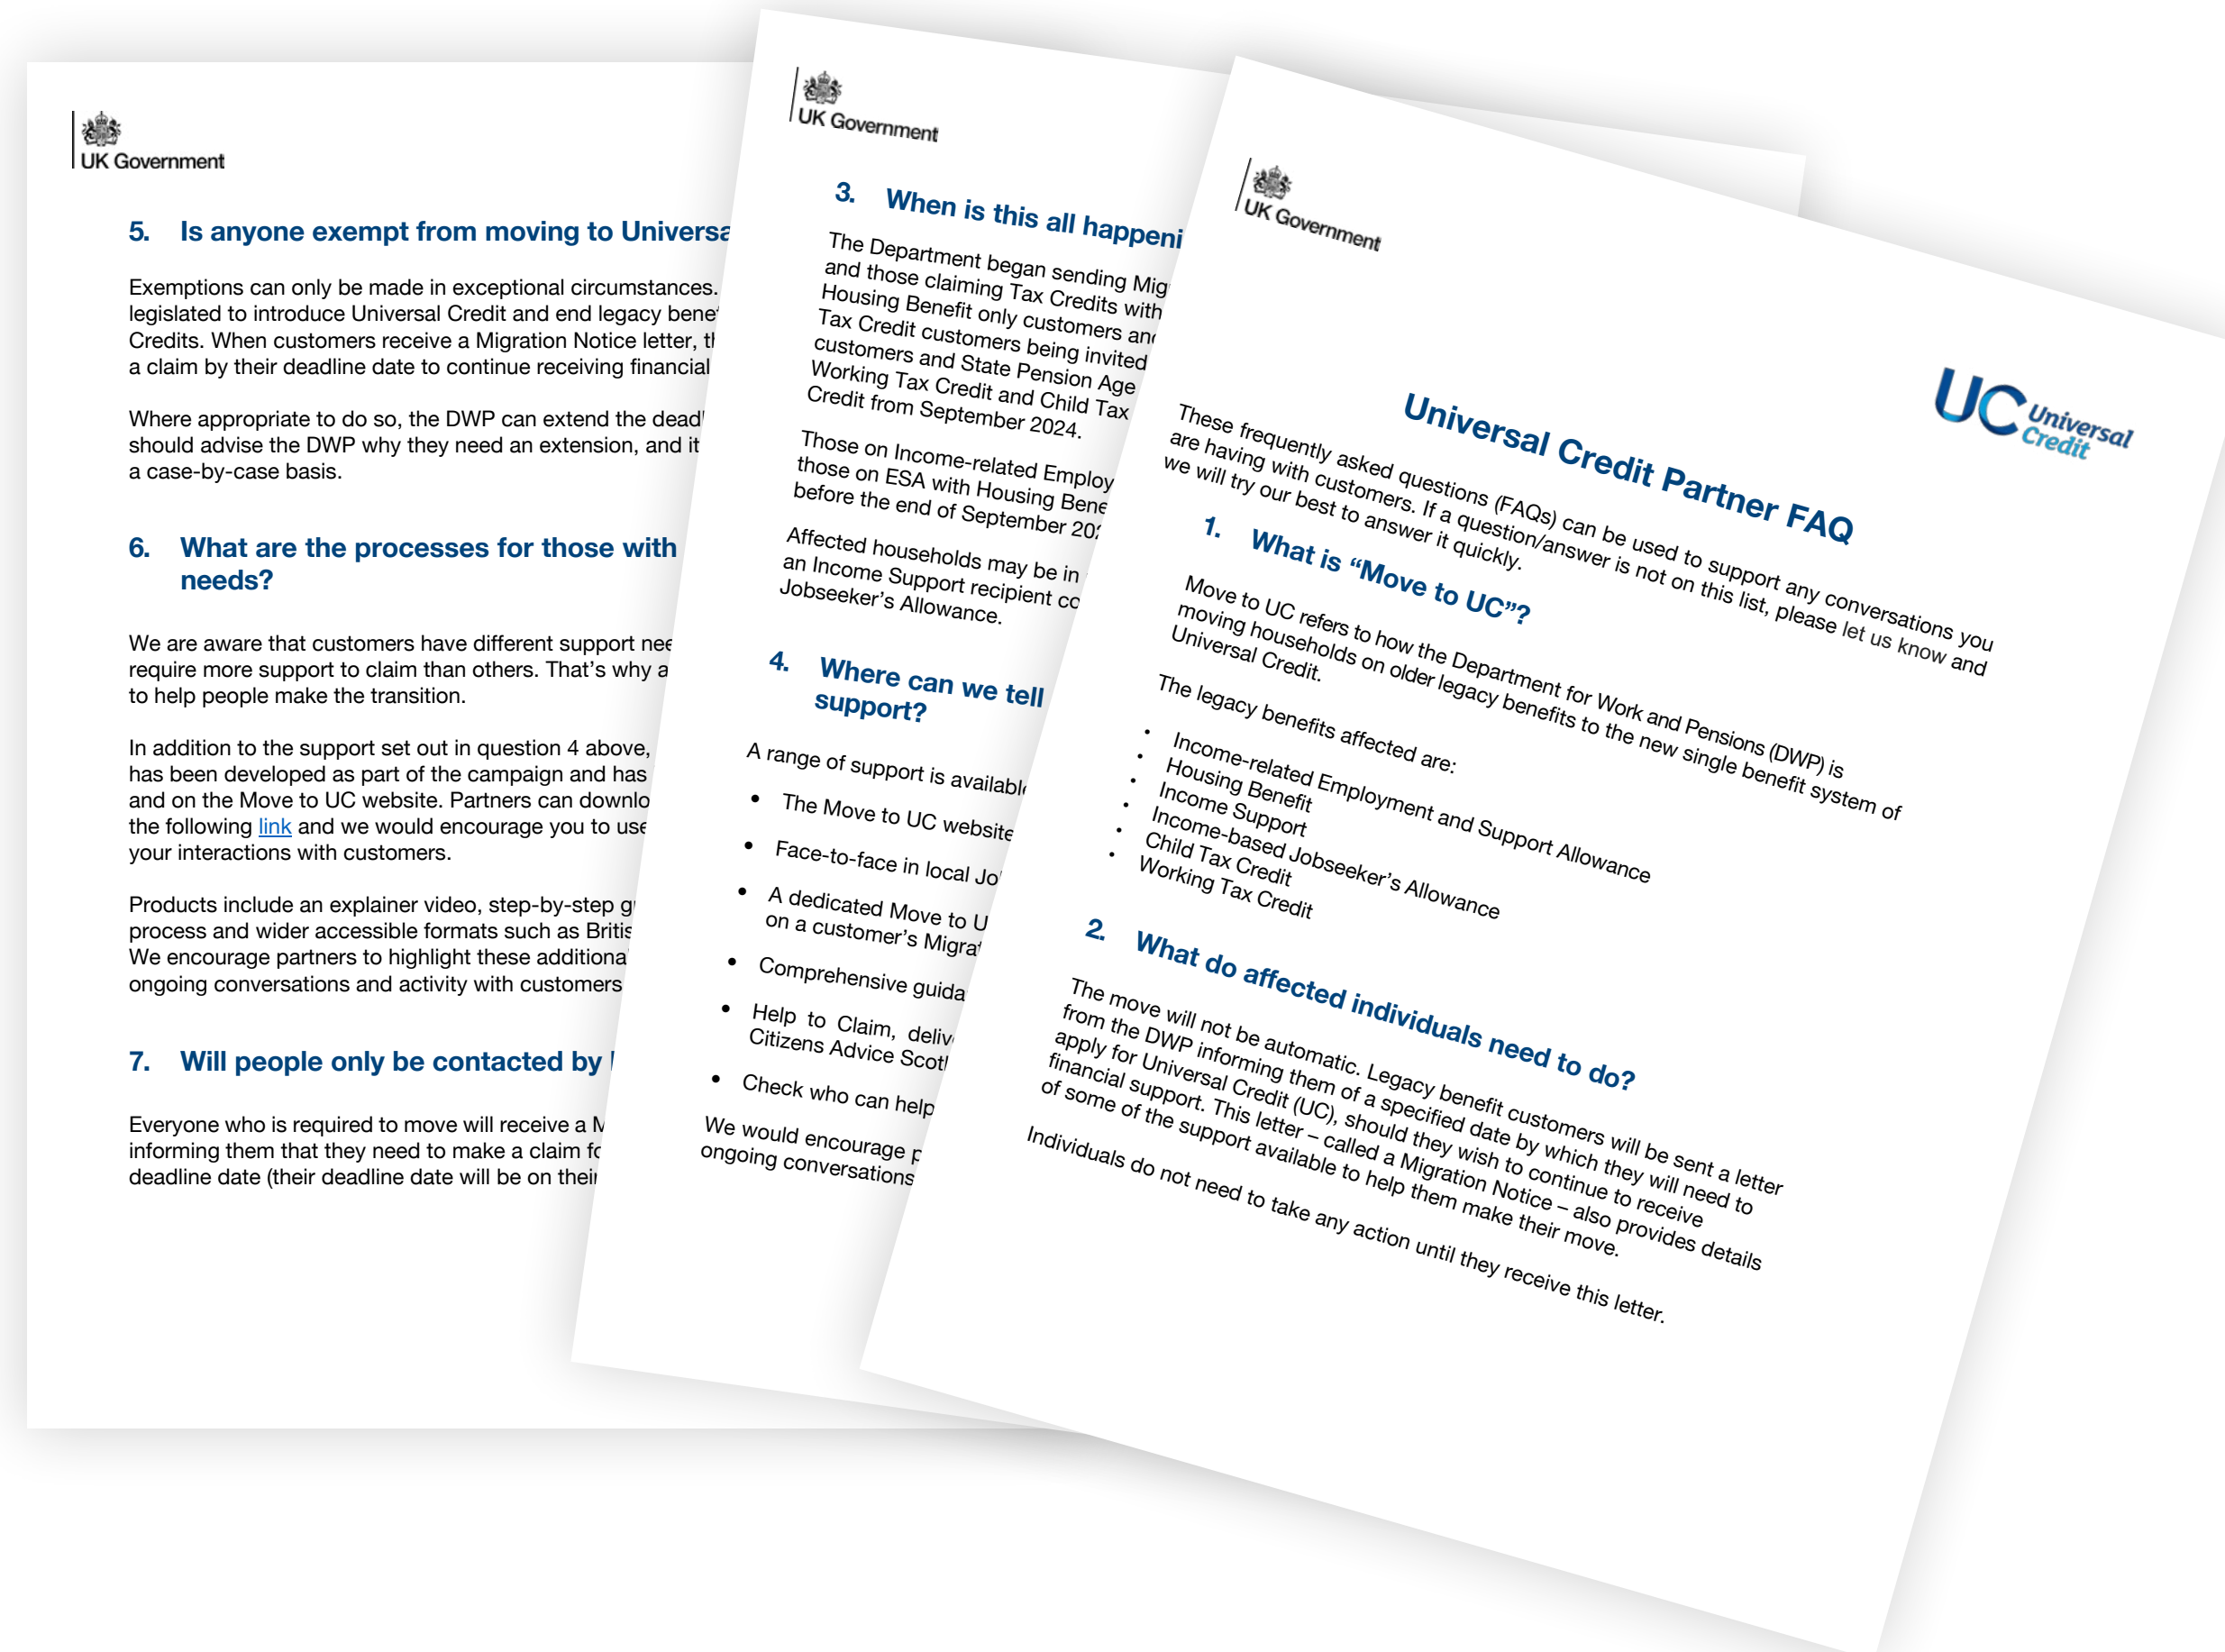 UK Government
5. Is anyone exempt from moving to
Exemptions can only be made in exceptional circumstances.
legislated to introduce Universal Credit and end legacy
Credits. When customers receive a Migration Notice letter,
a claim by their deadline date to continue receiving financial
Where appropriate to do so, the DWP can extend the
should advise the DWP why they need an extension, and it
a case-by-case basis.
6. What are the processes for those with
needs?
We are aware that customers have different support
require more support to claim than others. That's why
to help people make the transition.
In addition to the support set out in question 4 above,
has been developed as part of the campaign and has
and on the Move to UC website. Partners can
the following link and we would encourage you to use
your interactions with customers.
Products include an explainer video, step-by-step
process and wider accessible formats such as
We encourage partners to highlight these
ongoing conversations and activity with customers
7. Will people only be contacted by
Everyone who is required to move will receive a
informing them that they need to make a claim
deadline date (their deadline date will be on
UK Government
3. When is this all
The Department began sending
and those claiming Tax Credits with
Housing Benefit only customers
Tax Credit customers being invited
customers and State Pension Age
Working Tax Credit and Child Tax
Credit from September 2024.
Those on Income-related
those on ESA with Housing
before the end of September
Affected households may be in
an Income Support recipient
Jobseeker's Allowance.
4. Where can we tell
support?
A range of support is
• The Move to UC website
• Face-to-face in local
• A dedicated Move to
on a customer's
• Comprehensive
• Help to Claim,
Citizens Advice
• Check who can help
We would encourage
ongoing conversations
UK Government
UC Universal
Credit
Universal Credit Partner FAQ
These frequently asked questions (FAQs) can be used to support any conversations you
are having with customers. If a question/answer is not on this list, please let us know and
we will try our best to answer it quickly.
1. What is “Move to UC”?
Move to UC refers to how the Department for Work and Pensions (DWP) is
moving households on older legacy benefits to the new single benefit system of
Universal Credit.
The legacy benefits affected are:
• Income-related Employment and Support Allowance
• Housing Benefit
• Income Support
• Income-based Jobseeker’s Allowance
• Child Tax Credit
• Working Tax Credit
2. What do affected individuals need to do?
The move will not be automatic. Legacy benefit customers will be sent a letter
from the DWP informing them of a specified date by which they will need to
apply for Universal Credit (UC), should they wish to continue to receive
financial support. This letter – called a Migration Notice – also provides details
of some of the support available to help them make their move.
Individuals do not need to take any action until they receive this letter.